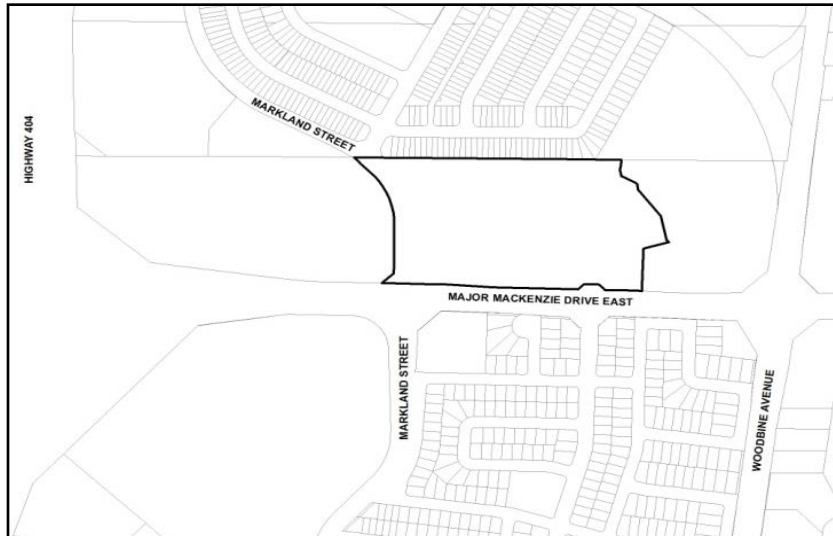 MARKLAND STREET
HIGHWAY 404
MAJOR MACKENZIE DRIVE EAST
MARKLAND STREET
WOODBINE AVENUE